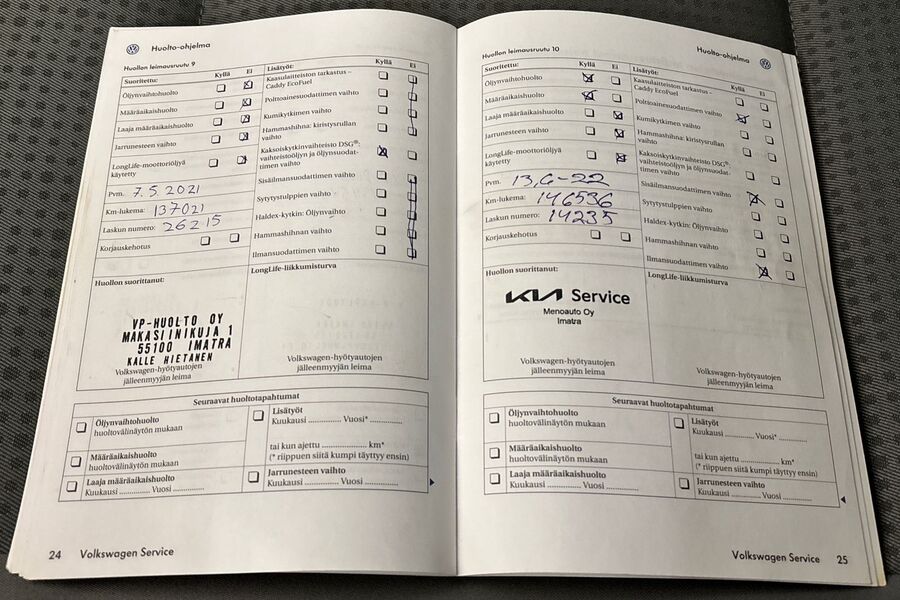 Huolto-ohjelma
Huollon leimausruutu 9
Suoritettu: Kyllä Ei
Öljynvaihtohuolto
Määräaikaishuolto
Laaja määräaikaishuolto
Jarrunesteen vaihto
LongLife-moottoriöljyä
käytetty
Pvm. 7.5.2021
Km-lukema: 137021
Laskun numero: 26215
Korjauskehotus
Lisätyöt: Kyllä Ei
Kaasulaitteiston tarkastus –
Caddy EcoFuel
Polttoainesuodattimen vaihto
Kumikytkimen vaihto
Hammashihna: kiristysrullan
vaihto
Kaksoiskytkinvaihteisto DSG®:
vaihteistoöljyn ja öljynsuodat-
timen vaihto
Sisäilmansuodattimen vaihto
Sytytystulppien vaihto
Haldex-kytkin: Öljynvaihto
Hammashihnan vaihto
Ilmansuodattimen vaihto
Huollon suorittanut:
VP-HUOLTO OY
MAKASIINIKUJA 1
55100 IMATRA
KALLE HIETANEN
Volkswagen-hyötyautojen
jälleenmyyjän leima
LongLife-liikkumisturva
Volkswagen-hyötyautojen
jälleenmyyjän leima
Seuraavat huoltotapahtumat
Öljynvaihtohuolto
huoltovälinäytön mukaan
Määräaikaishuolto
huoltovälinäytön mukaan
Laaja määräaikaishuolto
Kuukausi .............. Vuosi ..............
Lisätyöt
Kuukausi .............. Vuosi* ..............
tai kun ajettu .................... km*
(* riippuen siitä kumpi täyttyy ensin)
Jarrunesteen vaihto
Kuukausi .............. Vuosi ..............
24 Volkswagen Service
Huolto-ohjelma
Huollon leimausruutu 10
Suoritettu: Kyllä Ei
Öljynvaihtohuolto
Määräaikaishuolto
Laaja määräaikaishuolto
Jarrunesteen vaihto
LongLife-moottoriöljyä
käytetty
Pvm. 13,6-22
Km-lukema: 146536
Laskun numero: 14235
Korjauskehotus
Lisätyöt: Kyllä Ei
Kaasulaitteiston tarkastus –
Caddy EcoFuel
Polttoainesuodattimen vaihto
Kumikytkimen vaihto
Hammashihna: kiristysrullan
vaihto
Kaksoiskytkinvaihteisto DSG®:
vaihteistoöljyn ja öljynsuodat-
timen vaihto
Sisäilmansuodattimen vaihto
Sytytystulppien vaihto
Haldex-kytkin: Öljynvaihto
Hammashihnan vaihto
Ilmansuodattimen vaihto
Huollon suorittanut:
KIA Service
Menoauto Oy
Imatra
Volkswagen-hyötyautojen
jälleenmyyjän leima
LongLife-liikkumisturva
Volkswagen-hyötyautojen
jälleenmyyjän leima
Seuraavat huoltotapahtumat
Öljynvaihtohuolto
huoltovälinäytön mukaan
Määräaikaishuolto
huoltovälinäytön mukaan
Laaja määräaikaishuolto
Kuukausi .............. Vuosi ..............
Lisätyöt
Kuukausi .............. Vuosi* ..............
tai kun ajettu .................... km*
(* riippuen siitä kumpi täyttyy ensin)
Jarrunesteen vaihto
Kuukausi .............. Vuosi ..............
Volkswagen Service 25